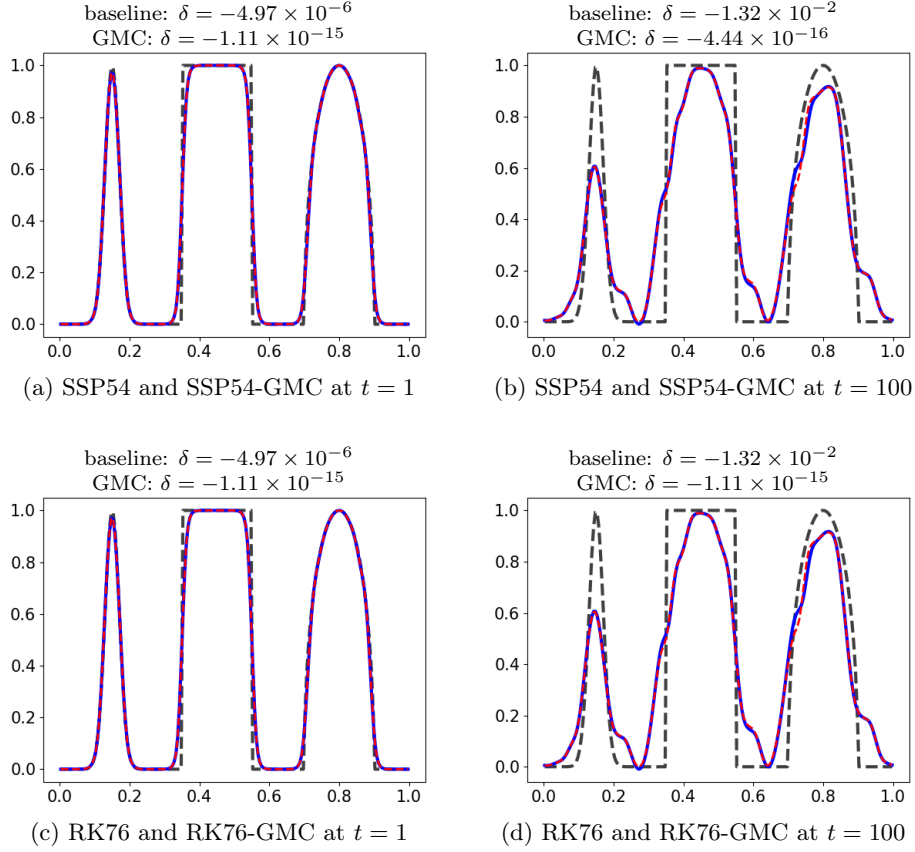 baseline: δ = −4.97 × 10⁻⁶
GMC: δ = −1.11 × 10⁻¹⁵
1.0
0.8
0.6
0.4
0.2
0.0
0.0 0.2 0.4 0.6 0.8 1.0
(a) SSP54 and SSP54-GMC at t = 1
baseline: δ = −1.32 × 10⁻²
GMC: δ = −4.44 × 10⁻¹⁶
1.0
0.8
0.6
0.4
0.2
0.0
0.0 0.2 0.4 0.6 0.8 1.0
(b) SSP54 and SSP54-GMC at t = 100
baseline: δ = −4.97 × 10⁻⁶
GMC: δ = −1.11 × 10⁻¹⁵
1.0
0.8
0.6
0.4
0.2
0.0
0.0 0.2 0.4 0.6 0.8 1.0
(c) RK76 and RK76-GMC at t = 1
baseline: δ = −1.32 × 10⁻²
GMC: δ = −1.11 × 10⁻¹⁵
1.0
0.8
0.6
0.4
0.2
0.0
0.0 0.2 0.4 0.6 0.8 1.0
(d) RK76 and RK76-GMC at t = 100